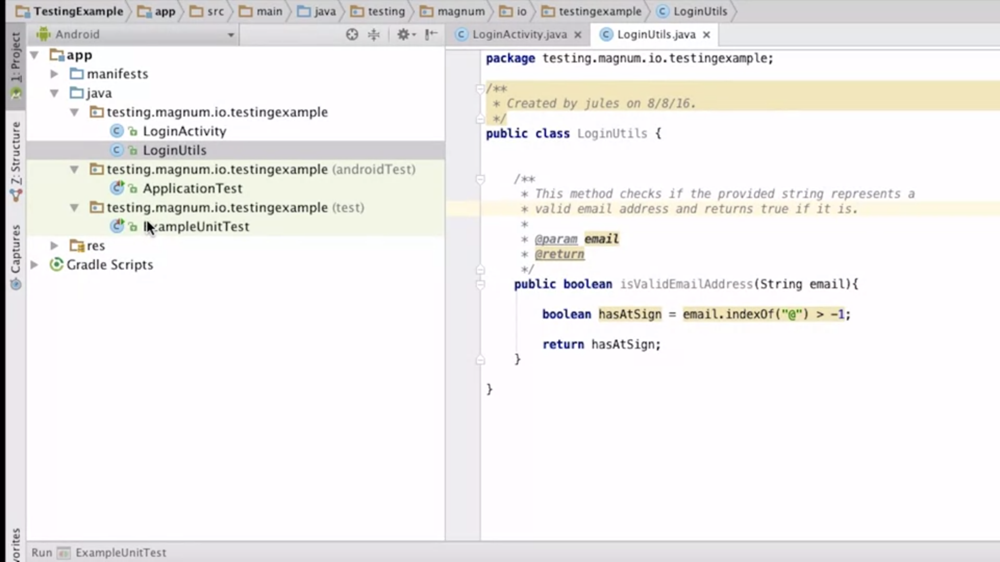 TestingExample app src main java testing magnum io testingexample LoginUtils
1: Project
Z: Structure
Captures
vorites
Android
app
manifests
java
testing.magnum.io.testingexample
LoginActivity
LoginUtils
testing.magnum.io.testingexample (androidTest)
ApplicationTest
testing.magnum.io.testingexample (test)
ExampleUnitTest
res
Gradle Scripts
LoginActivity.java LoginUtils.java
package testing.magnum.io.testingexample;
/**
* Created by jules on 8/8/16.
*/
public class LoginUtils {
/**
* This method checks if the provided string represents a
* valid email address and returns true if it is.
*
* @param email
* @return
*/
public boolean isValidEmailAddress(String email){
boolean hasAtSign = email.indexOf("@") > -1;
return hasAtSign;
}
}
Run ExampleUnitTest